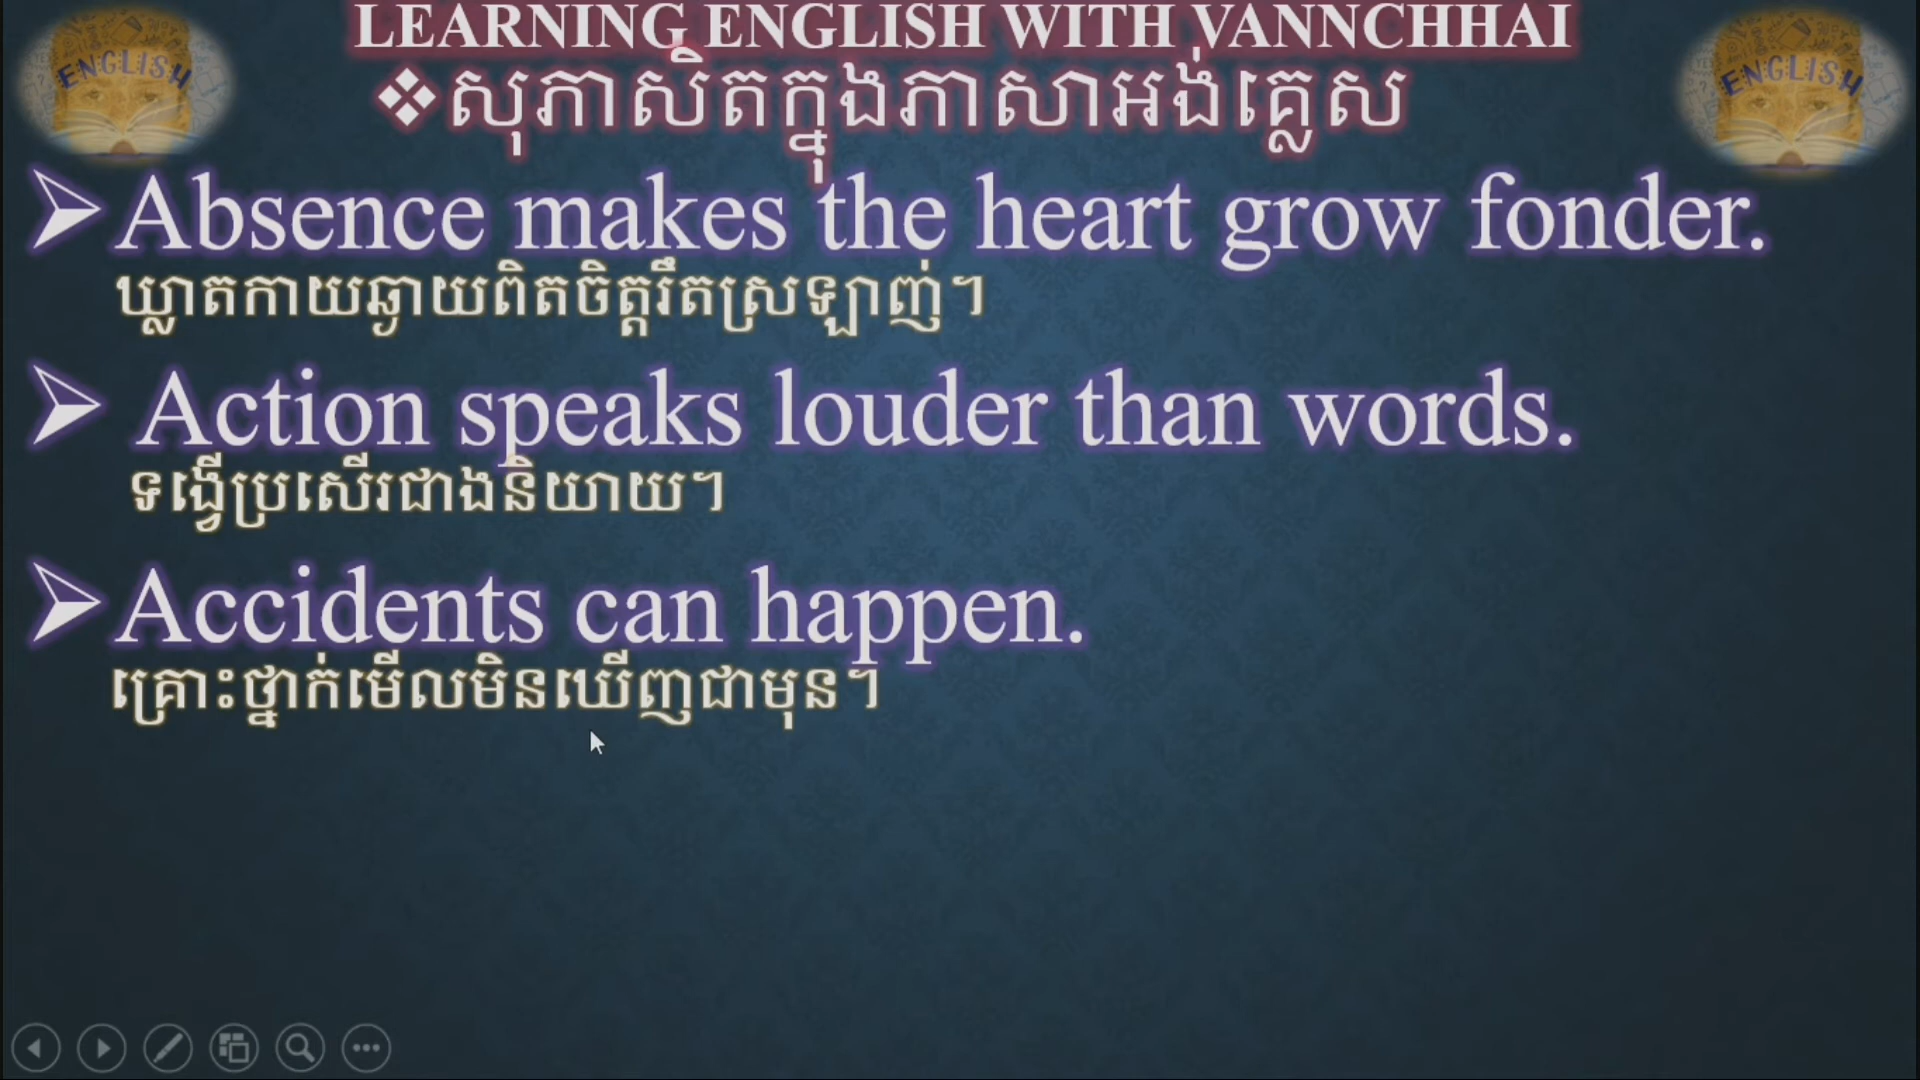 LEARNING ENGLISH WITH VANNCHHAI
ENGLISH
ENGLISH
❖សុភាសិតក្នុងភាសាអង់គ្លេស
➢Absence makes the heart grow fonder.
ឃ្លាតកាយឆ្ងាយពិតចិត្តរឹតស្រឡាញ់។
➢ Action speaks louder than words.
ទង្វើប្រសើរជាងនិយាយ។
➢Accidents can happen.
គ្រោះថ្នាក់មើលមិនឃើញជាមុន។